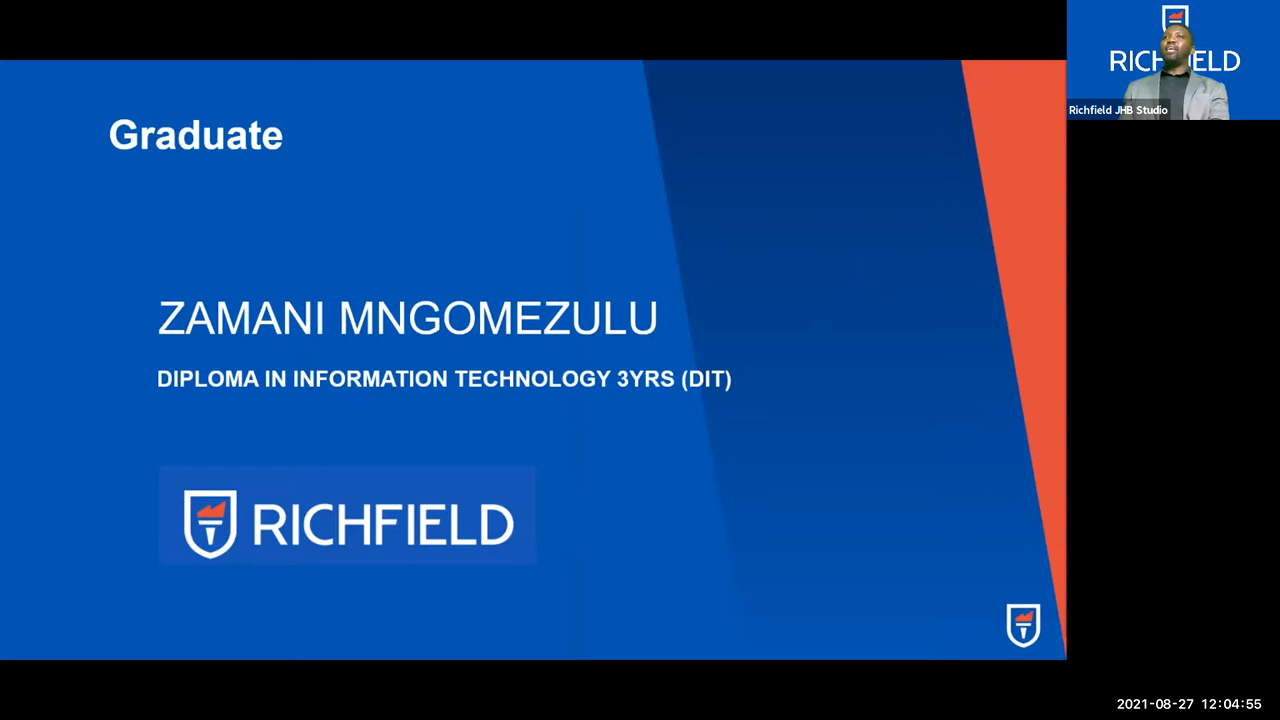 Graduate
RICHFIELD
Richfield JHB Studio
ZAMANI MNGOMEZULU
DIPLOMA IN INFORMATION TECHNOLOGY 3YRS (DIT)
RICHFIELD
2021-08-27 12:04:55